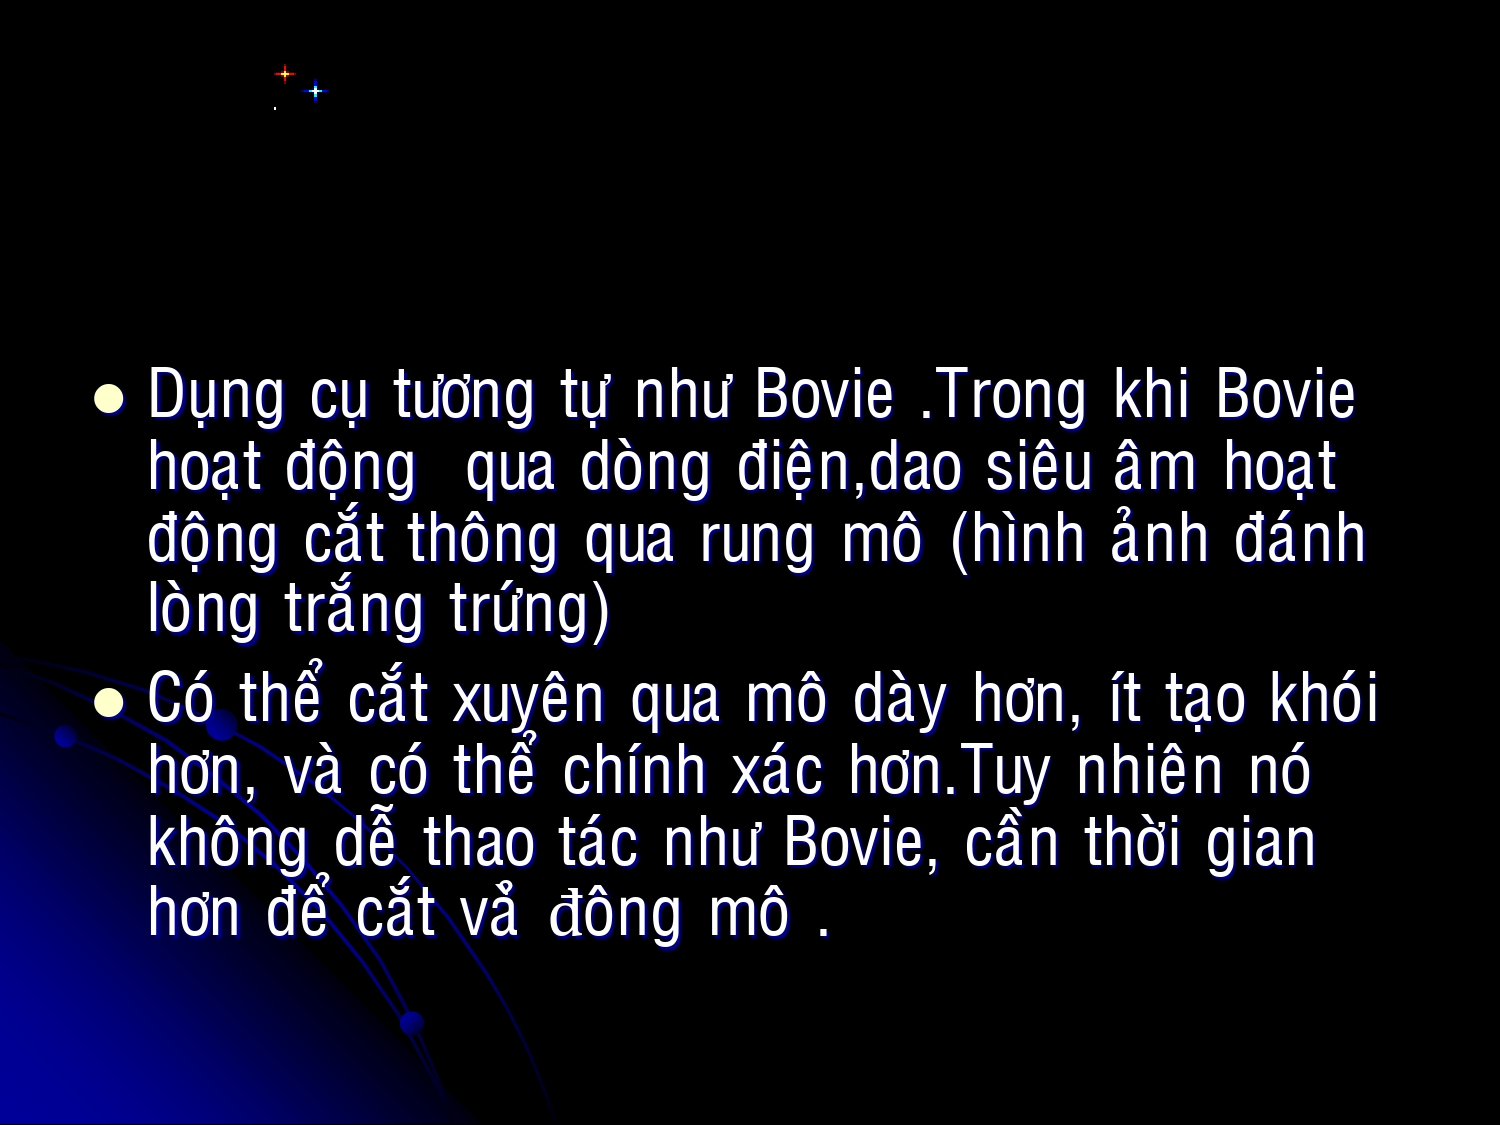 Dụng cụ tương tự như Bovie .Trong khi Bovie
hoạt động qua dòng điện,dao siêu âm hoạt
động cắt thông qua rung mô (hình ảnh đánh
lòng trắng trứng)
Có thể cắt xuyên qua mô dày hơn, ít tạo khói
hơn, và có thể chính xác hơn.Tuy nhiên nó
không dễ thao tác như Bovie, cần thời gian
hơn để cắt vả đông mô .